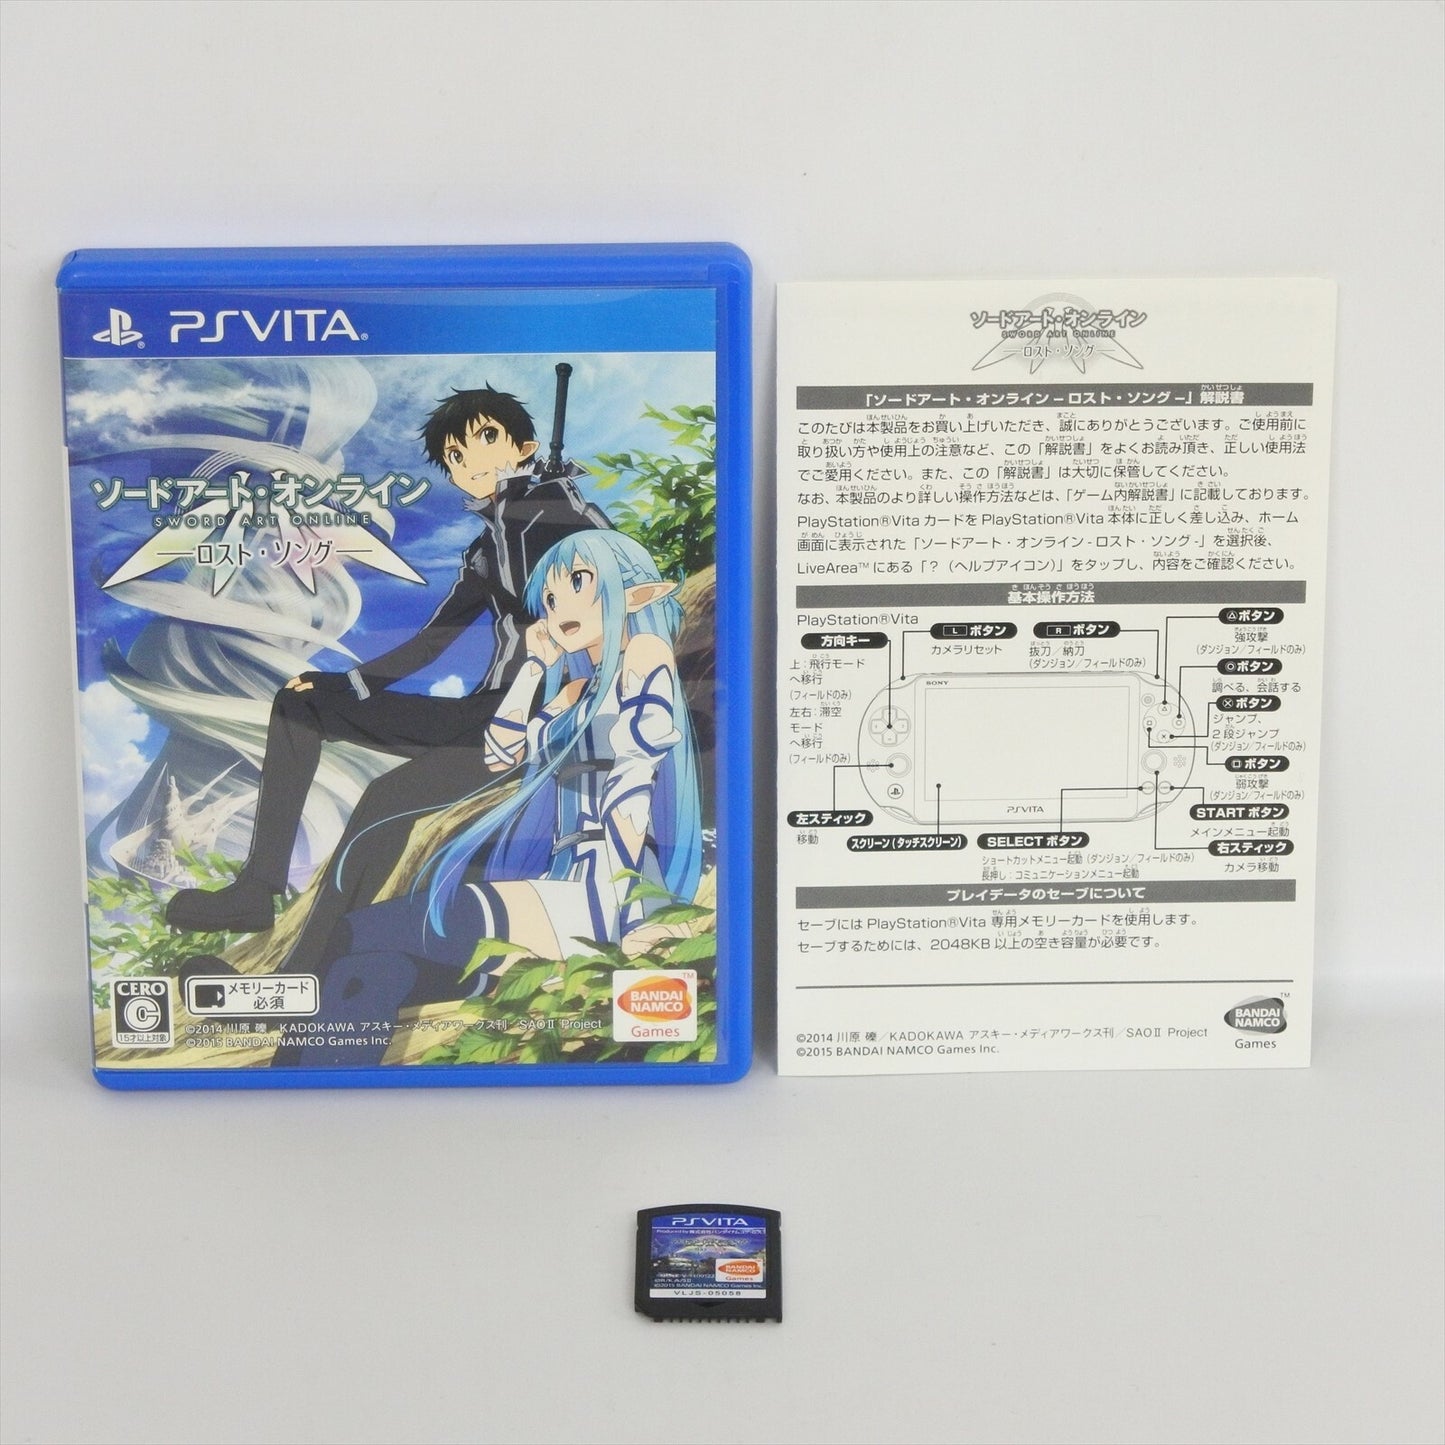 PSVITA
ソードアート・オンライン
SWORD ART ONLINE
ロスト・ソング
CERO
C
15才以上対象
メモリーカード
必須
©2014 川原 礫／KADOKAWA アスキー・メディアワークス刊／SAOⅡ Project
©2015 BANDAI NAMCO Games Inc.
BANDAI
NAMCO
Games
TM
ソードアート・オンライン
SWORD ART ONLINE
ロスト・ソング
「ソードアート・オンライン – ロスト・ソング –」解説書
このたびは本製品をお買い上げいただき、誠にありがとうございます。ご使用前に
取り扱い方や使用上の注意など、この「解説書」をよくお読み頂き、正しい使用法
でご愛用ください。また、この「解説書」は大切に保管してください。
なお、本製品のより詳しい操作方法などは、「ゲーム内解説書」に記載しております。
PlayStation®Vita カードを PlayStation®Vita 本体に正しく差し込み、ホーム
画面に表示された「ソードアート・オンライン - ロスト・ソング -」を選択後、
LiveArea™ にある「？（ヘルプアイコン）」をタップし、内容をご確認ください。
基本操作方法
PlayStation®Vita
方向キー
上：飛行モード
へ移行
(フィールドのみ)
左右：滞空
モード
へ移行
(フィールドのみ)
L ボタン
カメラリセット
R ボタン
抜刀／納刀
(ダンジョン／フィールドのみ)
△ボタン
強攻撃
(ダンジョン／フィールドのみ)
○ボタン
調べる、会話する
×ボタン
ジャンプ、
2段ジャンプ
(ダンジョン／フィールドのみ)
□ボタン
弱攻撃
(ダンジョン／フィールドのみ)
SONY
PSVITA
左スティック
移動
スクリーン（タッチスクリーン）
SELECT ボタン
ショートカットメニュー起動（ダンジョン／フィールドのみ）
長押し：コミュニケーションメニュー起動
START ボタン
メインメニュー起動
右スティック
カメラ移動
プレイデータのセーブについて
セーブには PlayStation®Vita 専用メモリーカードを使用します。
セーブするためには、2048KB 以上の空き容量が必要です。
©2014 川原 礫／KADOKAWA アスキー・メディアワークス刊／SAOⅡ Project
©2015 BANDAI NAMCO Games Inc.
BANDAI
NAMCO
Games
TM
PSVITA
BANDAI
NAMCO
Games
©2015 BANDAI NAMCO Games Inc.
VLJS-05058